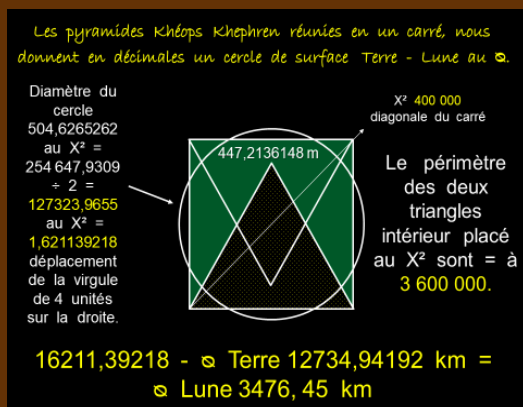 Les pyramides Khéops Khephren réunies en un carré, nous
donnent en décimales un cercle de surface Terre - Lune au ᴓ.
Diamètre du
cercle
504,6265262
au X² =
254 647,9309
÷ 2 =
127323,9655
au X² =
1,621139218
déplacement
de la virgule
de 4 unités
sur la droite.
447,2136148 m
X² 400 000
diagonale du carré
Le périmètre
des deux
triangles
intérieur placé
au X² sont = à
3 600 000.
16211,39218 - ᴓ Terre 12734,94192 km =
ᴓ Lune 3476, 45 km